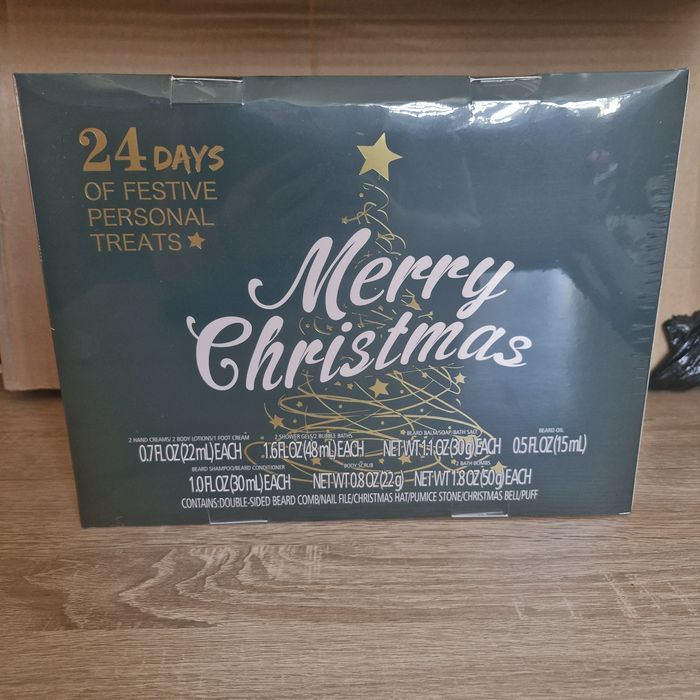 24 DAYS
OF FESTIVE
PERSONAL
TREATS
Merry
Christmas
2 HAND CREAMS/ 2 BODY LOTIONS/1 FOOT CREAM
0.7 FL OZ (22 mL) EACH
2 SHOWER GELS/2 BUBBLE BATHS
1.6 FL OZ (48 mL) EACH
BEARD BALM/SOAP/BATH SALT
NET WT 1.1 OZ (30 g) EACH
BEARD OIL
0.5 FL OZ (15 mL)
BEARD SHAMPOO/BEARD CONDITIONER
1.0 FL OZ (30 mL) EACH
BODY SCRUB
NET WT 0.8 OZ (22 g)
2 BATH BOMBS
NET WT 1.8 OZ (50 g) EACH
CONTAINS:DOUBLE-SIDED BEARD COMB/NAIL FILE/CHRISTMAS HAT/PUMICE STONE/CHRISTMAS BELL/PUFF